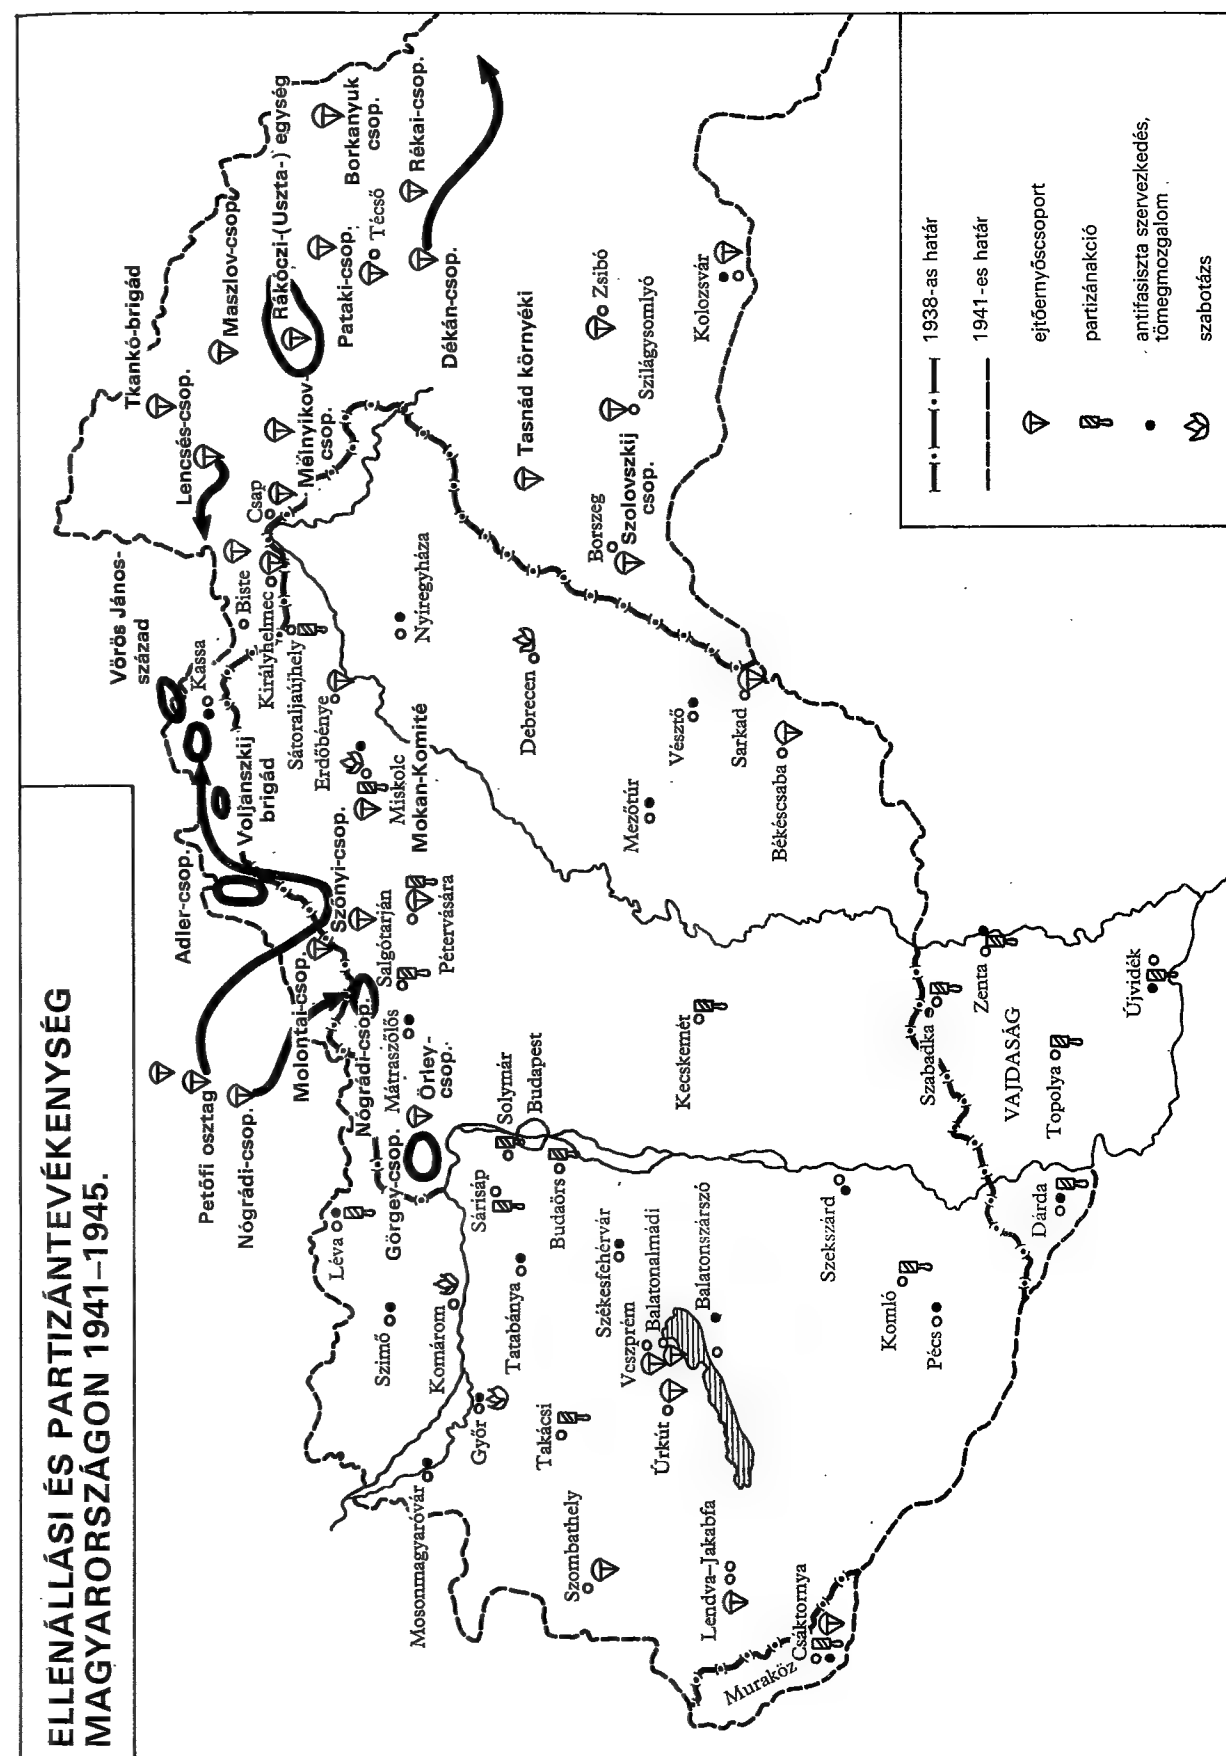 ELLENÁLLÁSI ÉS PARTIZÁNTEVÉKENYSÉG
MAGYARORSZÁGON 1941–1945.
Petőfi osztag
Nógrádi-csop.
Adler-csop.
Vörös János-
század
Lencsés-csop.
Tkankó-brigád
Maszlov-csop.
Rákóczi-(Uszta-) egység
Borkanyuk
csop.
Rékai-csop.
Pataki-csop.
Técső
Dékán-csop.
Melnyikov-
csop.
Csap
Biste
Királyhelmec
Kassa
Sátoraljaújhely
Voljanszkij
brigád
Erdőbénye
Miskolc
Mokan-Komité
Nyíregyháza
Szőnyi-csop.
Molontai-csop.
Salgótarján
Pétervására
Nógrádi-csop.
Mátraszőlős
Őrley-
csop.
Görgey-csop.
Léva
Szimő
Komárom
Mosonmagyaróvár
Győr
Sárisáp
Solymár
Budapest
Budaörs
Tatabánya
Takácsi
Szombathely
Székesfehérvár
Veszprém
Balatonalmádi
Balatonszárszó
Úrkút
Lendva–Jakabfa
Csáktornya
Muraköz
Szekszárd
Komló
Pécs
Dárda
Kecskemét
Szabadka
Zenta
VAJDASÁG
Topolya
Újvidék
Debrecen
Mezőtúr
Vésztő
Sarkad
Békéscsaba
Tasnád környéki
Borszeg
Szolovszkij
csop.
Szilágysomlyó
Zsibó
Kolozsvár
1938-as határ
1941-es határ
ejtőernyőscsoport
partizánakció
antifasiszta szervezkedés,
tömegmozgalom
szabotázs